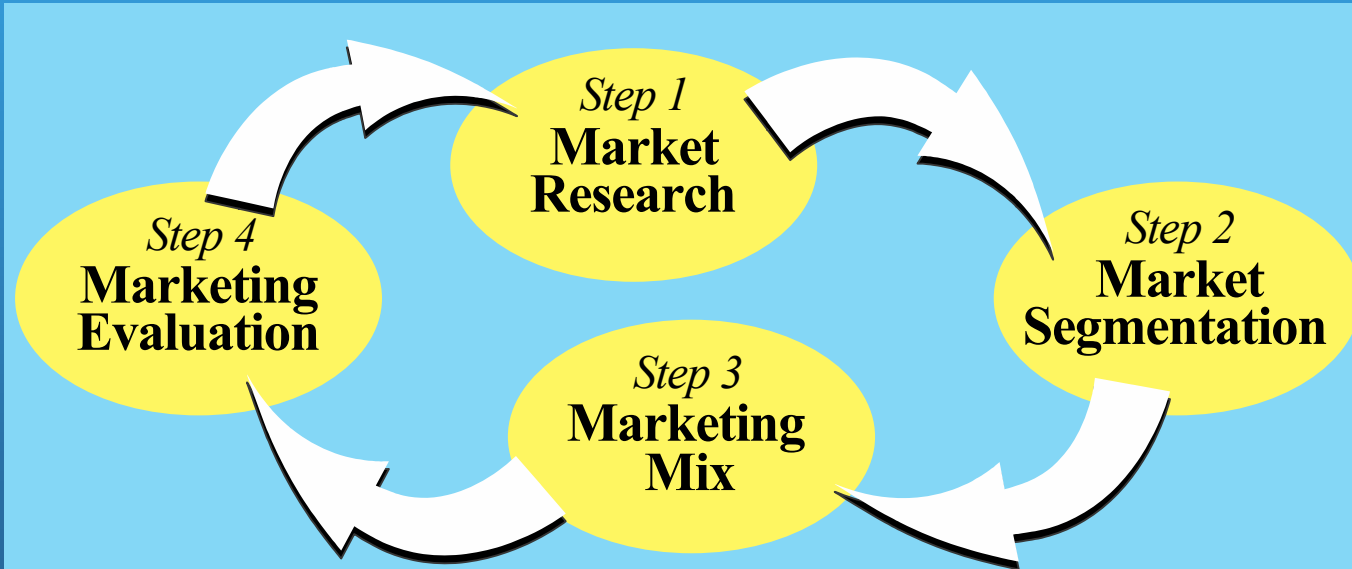 Step 1
Market
Research
Step 2
Market
Segmentation
Step 3
Marketing
Mix
Step 4
Marketing
Evaluation